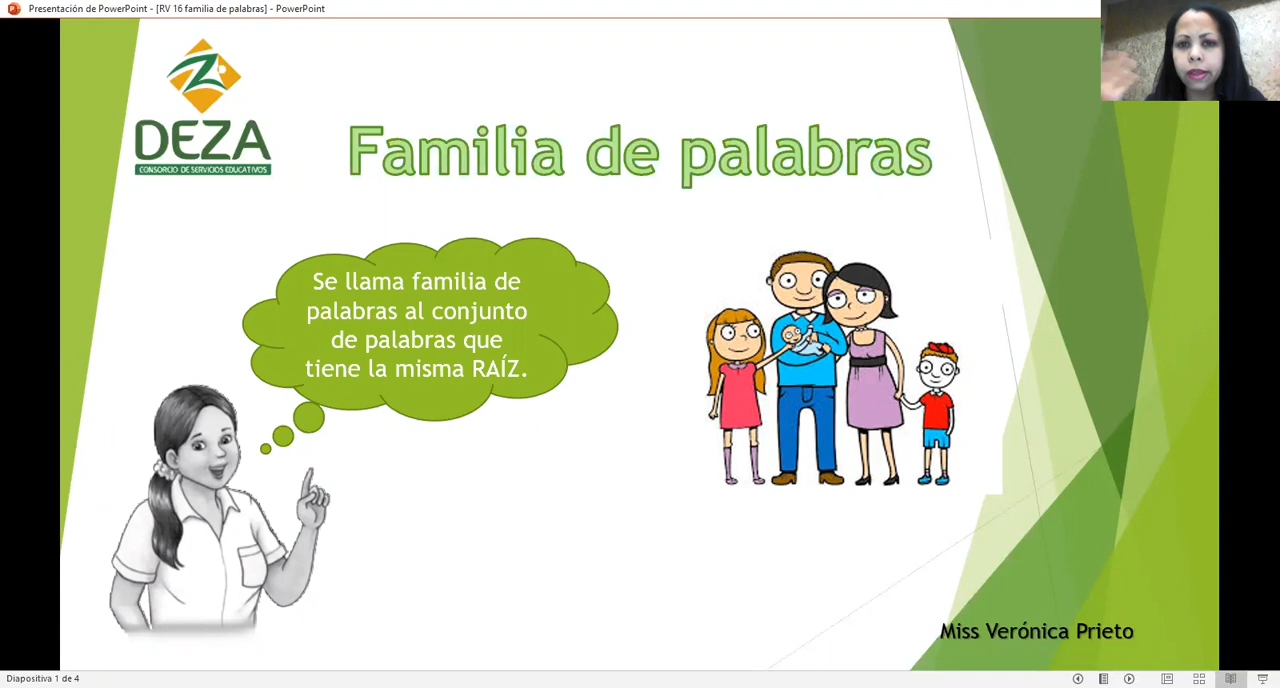 Presentación de PowerPoint - [RV 16 familia de palabras] - PowerPoint
DEZA
CONSORCIO DE SERVICIOS EDUCATIVOS
Familia de palabras
Se llama familia de
palabras al conjunto
de palabras que
tiene la misma RAÍZ.
Miss Verónica Prieto
Diapositiva 1 de 4